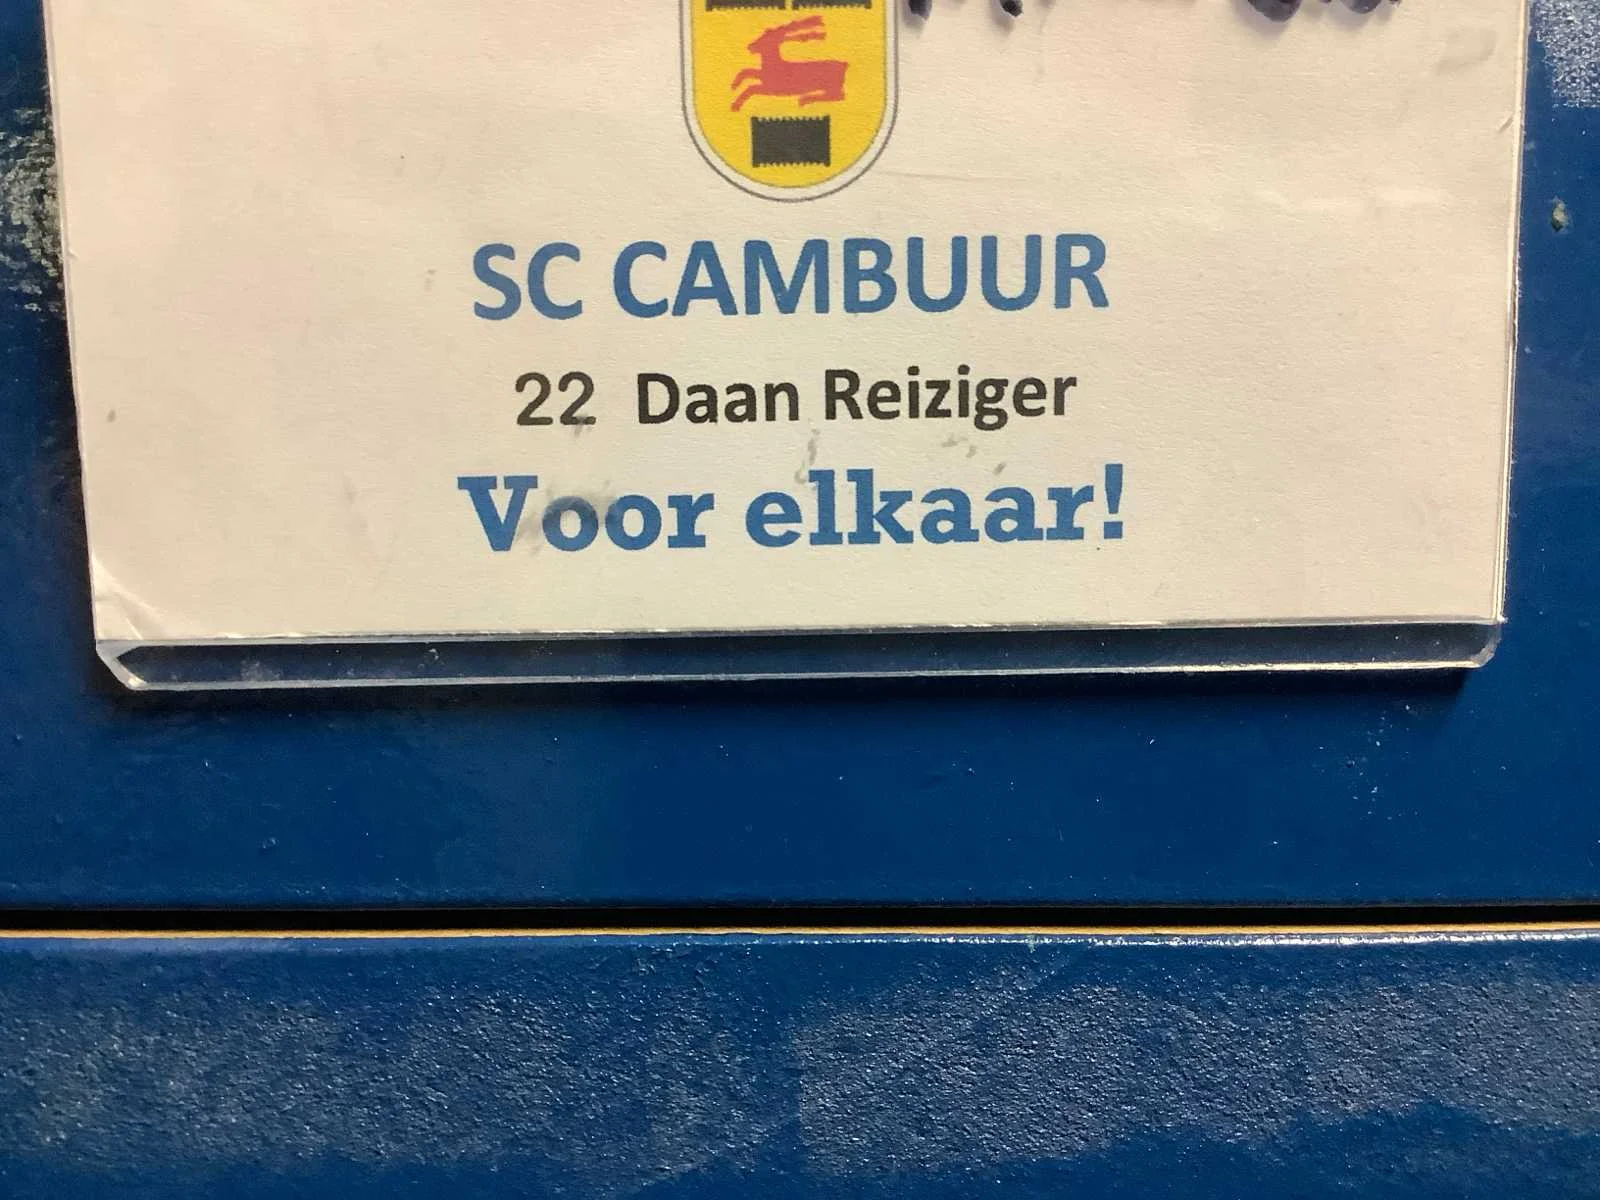 SC CAMBUUR
22 Daan Reiziger
Voor elkaar!